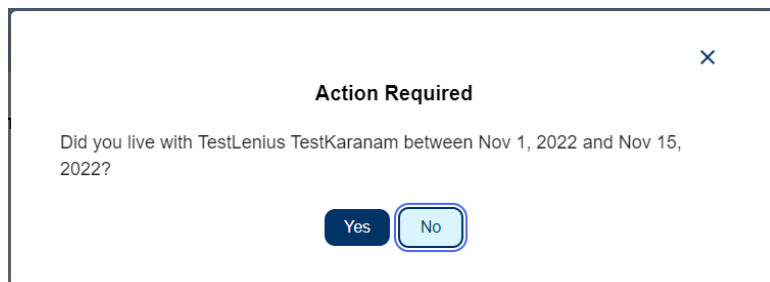 Action Required
Did you live with TestLenius TestKaranam between Nov 1, 2022 and Nov 15,
2022?
Yes
No